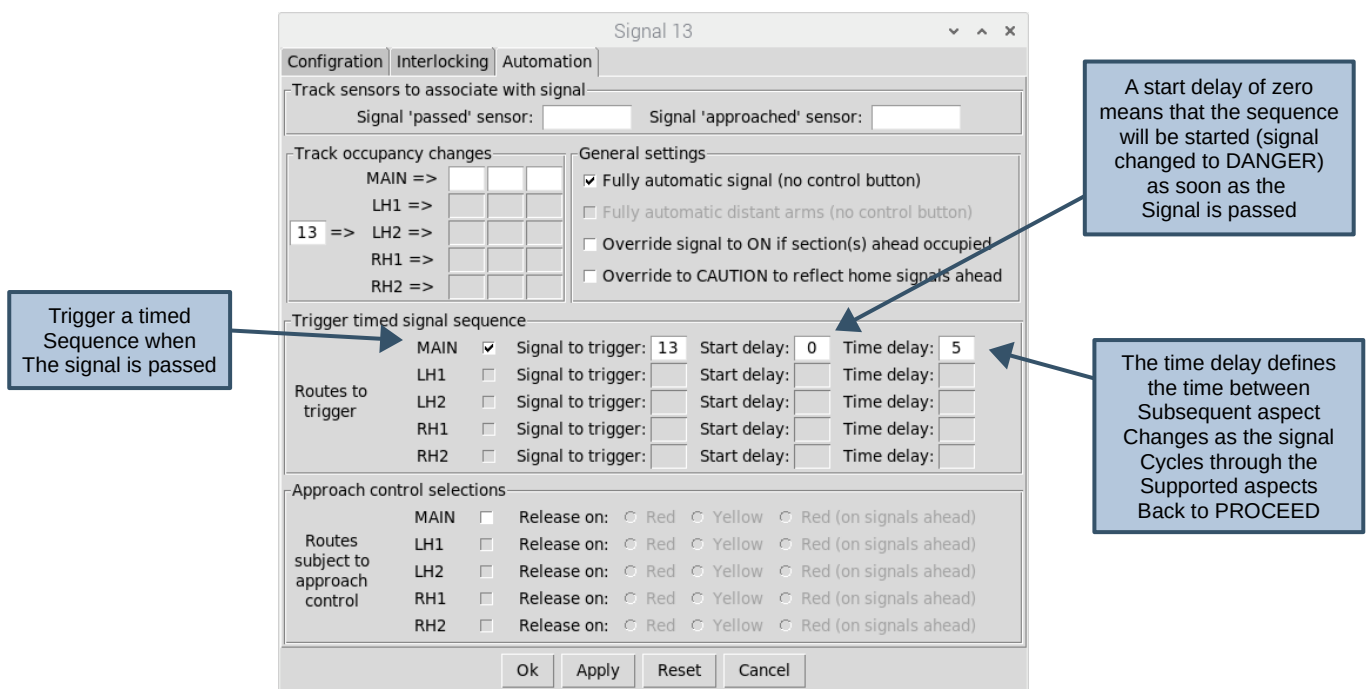 Signal 13
Configration Interlocking Automation
Track sensors to associate with signal
Signal 'passed' sensor: Signal 'approached' sensor:
Track occupancy changes
MAIN =>
LH1 =>
13 => LH2 =>
RH1 =>
RH2 =>
General settings
Fully automatic signal (no control button)
Fully automatic distant arms (no control button)
Override signal to ON if section(s) ahead occupied
Override to CAUTION to reflect home signals ahead
Trigger timed signal sequence
Routes to
trigger
MAIN Signal to trigger: 13 Start delay: 0 Time delay: 5
LH1 Signal to trigger: Start delay: Time delay:
LH2 Signal to trigger: Start delay: Time delay:
RH1 Signal to trigger: Start delay: Time delay:
RH2 Signal to trigger: Start delay: Time delay:
Approach control selections
Routes
subject to
approach
control
MAIN Release on: Red Yellow Red (on signals ahead)
LH1 Release on: Red Yellow Red (on signals ahead)
LH2 Release on: Red Yellow Red (on signals ahead)
RH1 Release on: Red Yellow Red (on signals ahead)
RH2 Release on: Red Yellow Red (on signals ahead)
Ok Apply Reset Cancel
Trigger a timed
Sequence when
The signal is passed
A start delay of zero
means that the sequence
will be started (signal
changed to DANGER)
as soon as the
Signal is passed
The time delay defines
the time between
Subsequent aspect
Changes as the signal
Cycles through the
Supported aspects
Back to PROCEED